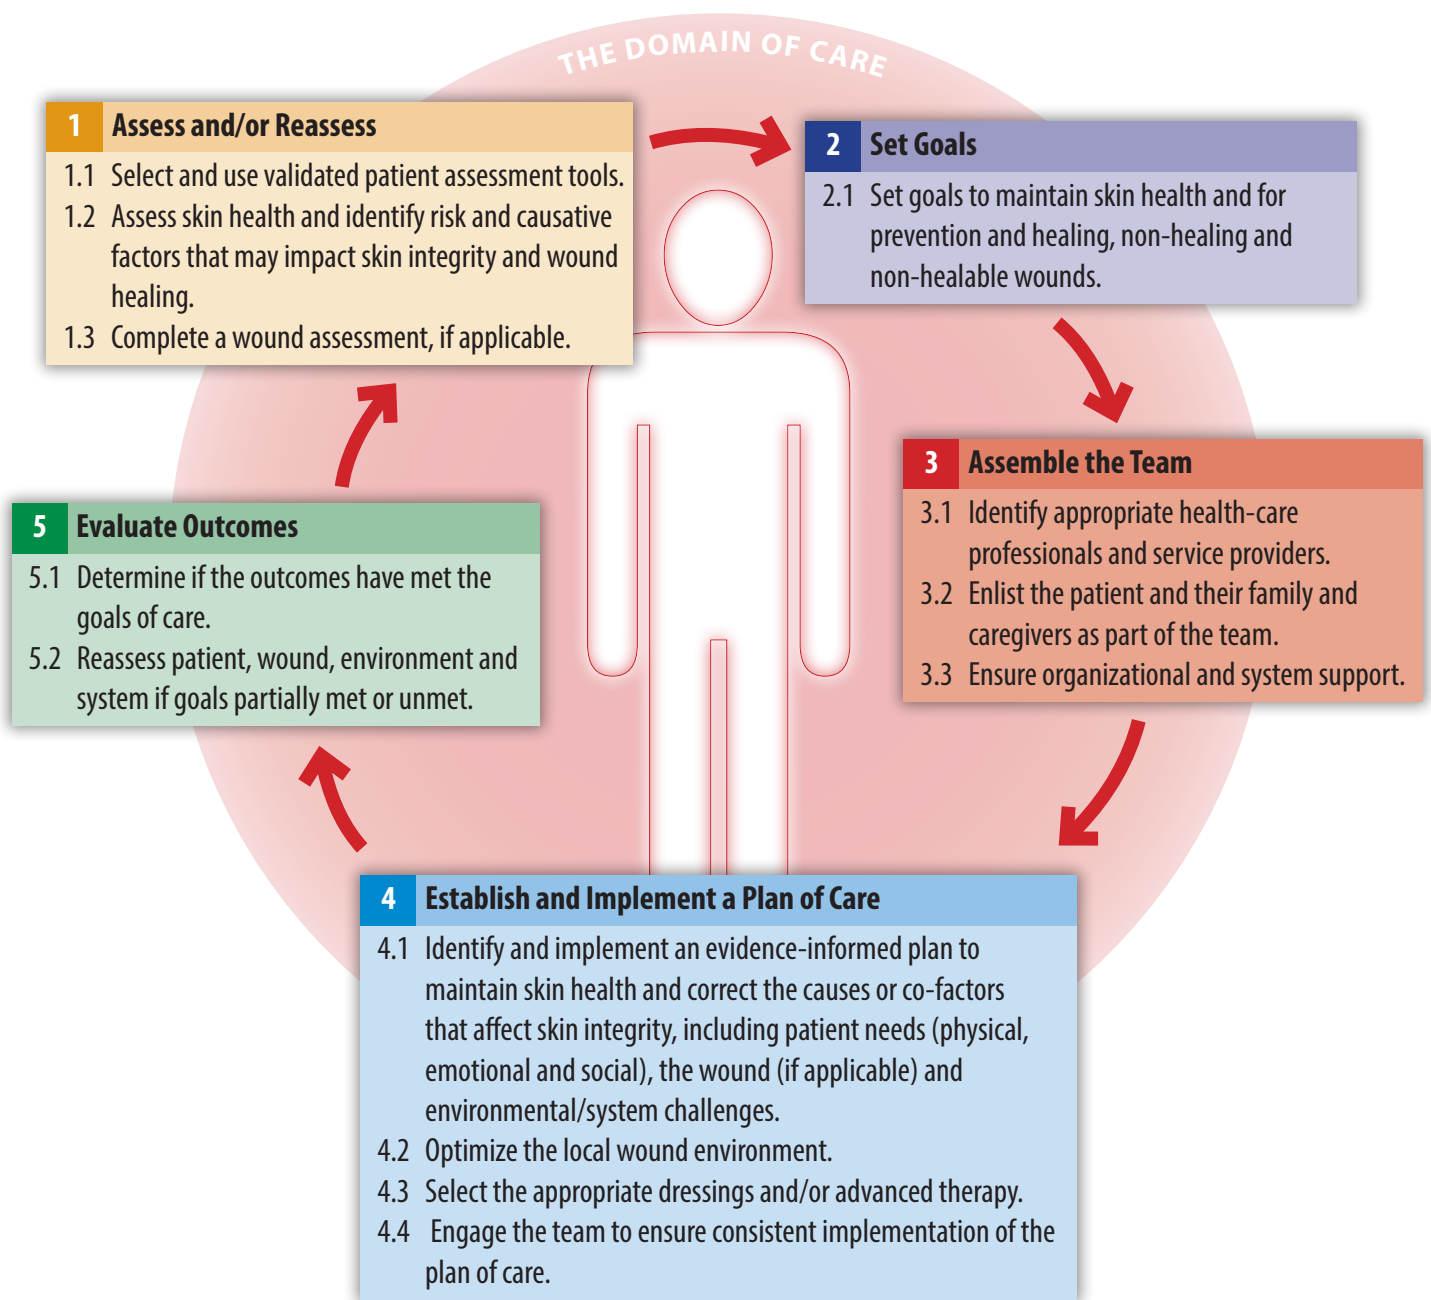 THE DOMAIN OF CARE
1 Assess and/or Reassess
1.1 Select and use validated patient assessment tools.
1.2 Assess skin health and identify risk and causative
factors that may impact skin integrity and wound
healing.
1.3 Complete a wound assessment, if applicable.
2 Set Goals
2.1 Set goals to maintain skin health and for
prevention and healing, non-healing and
non-healable wounds.
3 Assemble the Team
3.1 Identify appropriate health-care
professionals and service providers.
3.2 Enlist the patient and their family and
caregivers as part of the team.
3.3 Ensure organizational and system support.
4 Establish and Implement a Plan of Care
4.1 Identify and implement an evidence-informed plan to
maintain skin health and correct the causes or co-factors
that affect skin integrity, including patient needs (physical,
emotional and social), the wound (if applicable) and
environmental/system challenges.
4.2 Optimize the local wound environment.
4.3 Select the appropriate dressings and/or advanced therapy.
4.4 Engage the team to ensure consistent implementation of the
plan of care.
5 Evaluate Outcomes
5.1 Determine if the outcomes have met the
goals of care.
5.2 Reassess patient, wound, environment and
system if goals partially met or unmet.